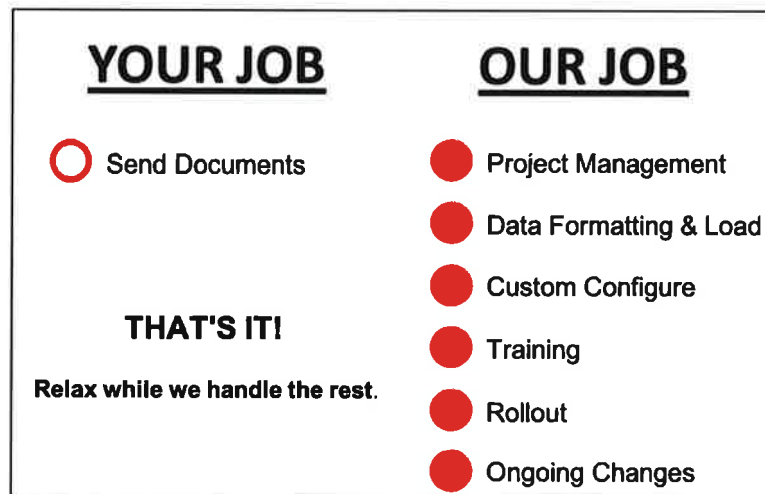 YOUR JOB
Send Documents
THAT'S IT!
Relax while we handle the rest.
OUR JOB
Project Management
Data Formatting & Load
Custom Configure
Training
Rollout
Ongoing Changes